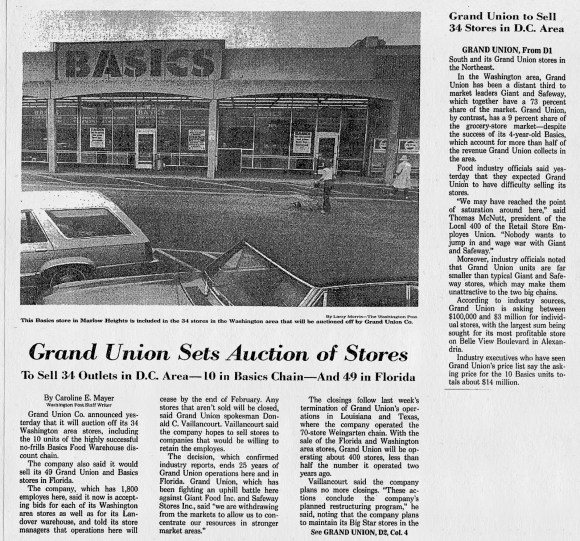 BASICS
By Larry Morris—The Washington Post
This Basics store in Marlow Heights is included in the 34 stores in the Washington area that will be auctioned off by Grand Union Co.
Grand Union Sets Auction of Stores
To Sell 34 Outlets in D.C. Area—10 in Basics Chain—And 49 in Florida
By Caroline E. Mayer
Washington Post Staff Writer
Grand Union Co. announced yes-
terday that it will auction off its 34
Washington area stores, including
the 10 units of the highly successful
no-frills Basics Food Warehouse dis-
count chain.
The company also said it would
sell its 49 Grand Union and Basics
stores in Florida.
The company, which has 1,800
employes here, said it now is accept-
ing bids for each of its Washington
area stores as well as for its Lan-
dover warehouse, and told its store
managers that operations here will
cease by the end of February. Any
stores that aren't sold will be closed,
said Grand Union spokesman Don-
ald C. Vaillancourt. Vaillancourt said
the company hopes to sell stores to
companies that would be willing to
retain the employes.
The decision, which confirmed
industry reports, ends 25 years of
Grand Union operations here and in
Florida. Grand Union, which has
been fighting an uphill battle here
against Giant Food Inc. and Safeway
Stores Inc., said "we are withdrawing
from the markets to allow us to con-
centrate our resources in stronger
market areas."
The closings follow last week's
termination of Grand Union's oper-
ations in Louisiana and Texas,
where the company operated the
70-store Weingarten chain. With the
sale of the Florida and Washington
area stores, Grand Union will be op-
erating about 400 stores, less than
half the number it operated two
years ago.
Vaillancourt said the company
plans no more closings. "These ac-
tions conclude the company's
planned restructuring program," he
said, noting that the company plans
to maintain its Big Star stores in the
See GRAND UNION, D2, Col. 4
Grand Union to Sell
34 Stores in D.C. Area
GRAND UNION, From D1
South and its Grand Union stores in
the Northeast.
In the Washington area, Grand
Union has been a distant third to
market leaders Giant and Safeway,
which together have a 73 percent
share of the market. Grand Union,
by contrast, has a 9 percent share of
the grocery-store market—despite
the success of its 4-year-old Basics,
which account for more than half of
the revenue Grand Union collects in
the area.
Food industry officials said yes-
terday that they expected Grand
Union to have difficulty selling its
stores.
"We may have reached the point
of saturation around here," said
Thomas McNutt, president of the
Local 400 of the Retail Store Em-
ployes Union. "Nobody wants to
jump in and wage war with Giant
and Safeway."
Moreover, industry officials noted
that Grand Union units are far
smaller than typical Giant and Safe-
way stores, which may make them
unattractive to the two big chains.
According to industry sources,
Grand Union is asking between
$100,000 and $3 million for individ-
ual stores, with the largest sum being
sought for its most profitable store
on Belle View Boulevard in Alexan-
dria.
Industry executives who have seen
Grand Union's price list say the ask-
ing price for the 10 Basics units to-
tals about $14 million.